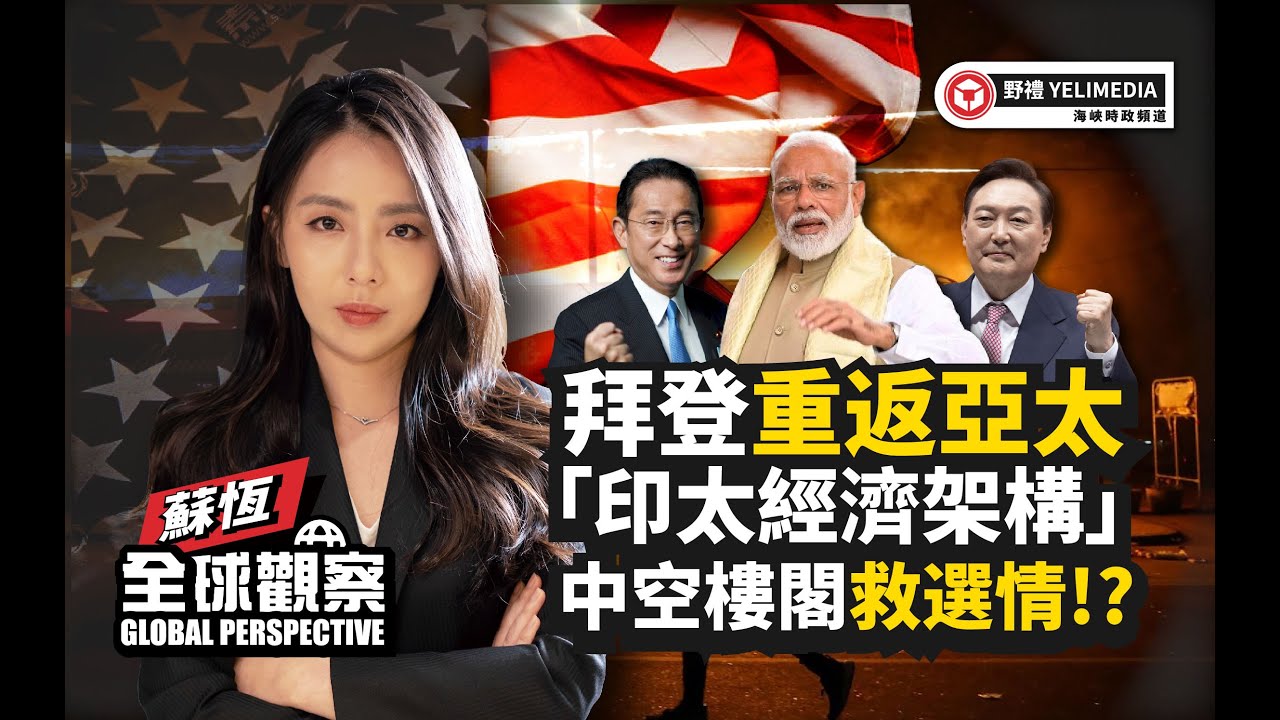 野禮 YELIMEDIA
海峽時政頻道
拜登重返亞太
「印太經濟架構」
中空樓閣救選情!?
蘇恆
全球觀察
GLOBAL PERSPECTIVE